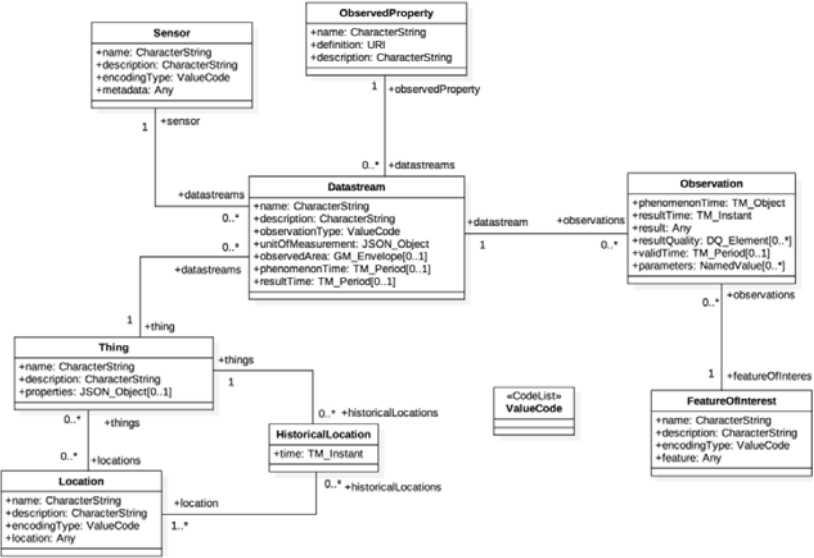 ObservedProperty
+name: CharacterString
+definition: URI
+description: CharacterString
Sensor
+name: CharacterString
+description: CharacterString
+encodingType: ValueCode
+metadata: Any
1
+observedProperty
1
+sensor
0..*
+datastreams
+datastreams
0..*
Datastream
+name: CharacterString
+description: CharacterString
+observationType: ValueCode
+unitOfMeasurement: JSON_Object
+observedArea: GM_Envelope[0..1]
+phenomenonTime: TM_Period[0..1]
+resultTime: TM_Period[0..1]
+datastream
1
+observations
0..*
Observation
+phenomenonTime: TM_Object
+resultTime: TM_Instant
+result: Any
+resultQuality: DQ_Element[0..*]
+validTime: TM_Period[0..1]
+parameters: NamedValue[0..*]
0..*
+datastreams
0..*
+observations
1
+thing
Thing
+name: CharacterString
+description: CharacterString
+properties: JSON_Object[0..1]
+things
1
1
+featureOfInteres
«CodeList»
ValueCode
FeatureOfInterest
+name: CharacterString
+description: CharacterString
+encodingType: ValueCode
+feature: Any
0..*
+things
0..*
+historicalLocations
HistoricalLocation
+time: TM_Instant
0..*
+locations
0..*
+historicalLocations
Location
+name: CharacterString
+description: CharacterString
+encodingType: ValueCode
+location: Any
+location
1..*